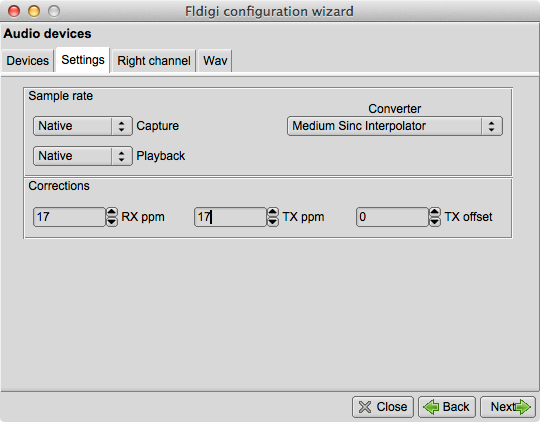 Fldigi configuration wizard
Audio devices
Devices Settings Right channel Wav
Sample rate
Converter
Native Capture Medium Sinc Interpolator
Native Playback
Corrections
17 RX ppm 17 TX ppm 0 TX offset
Close Back Next